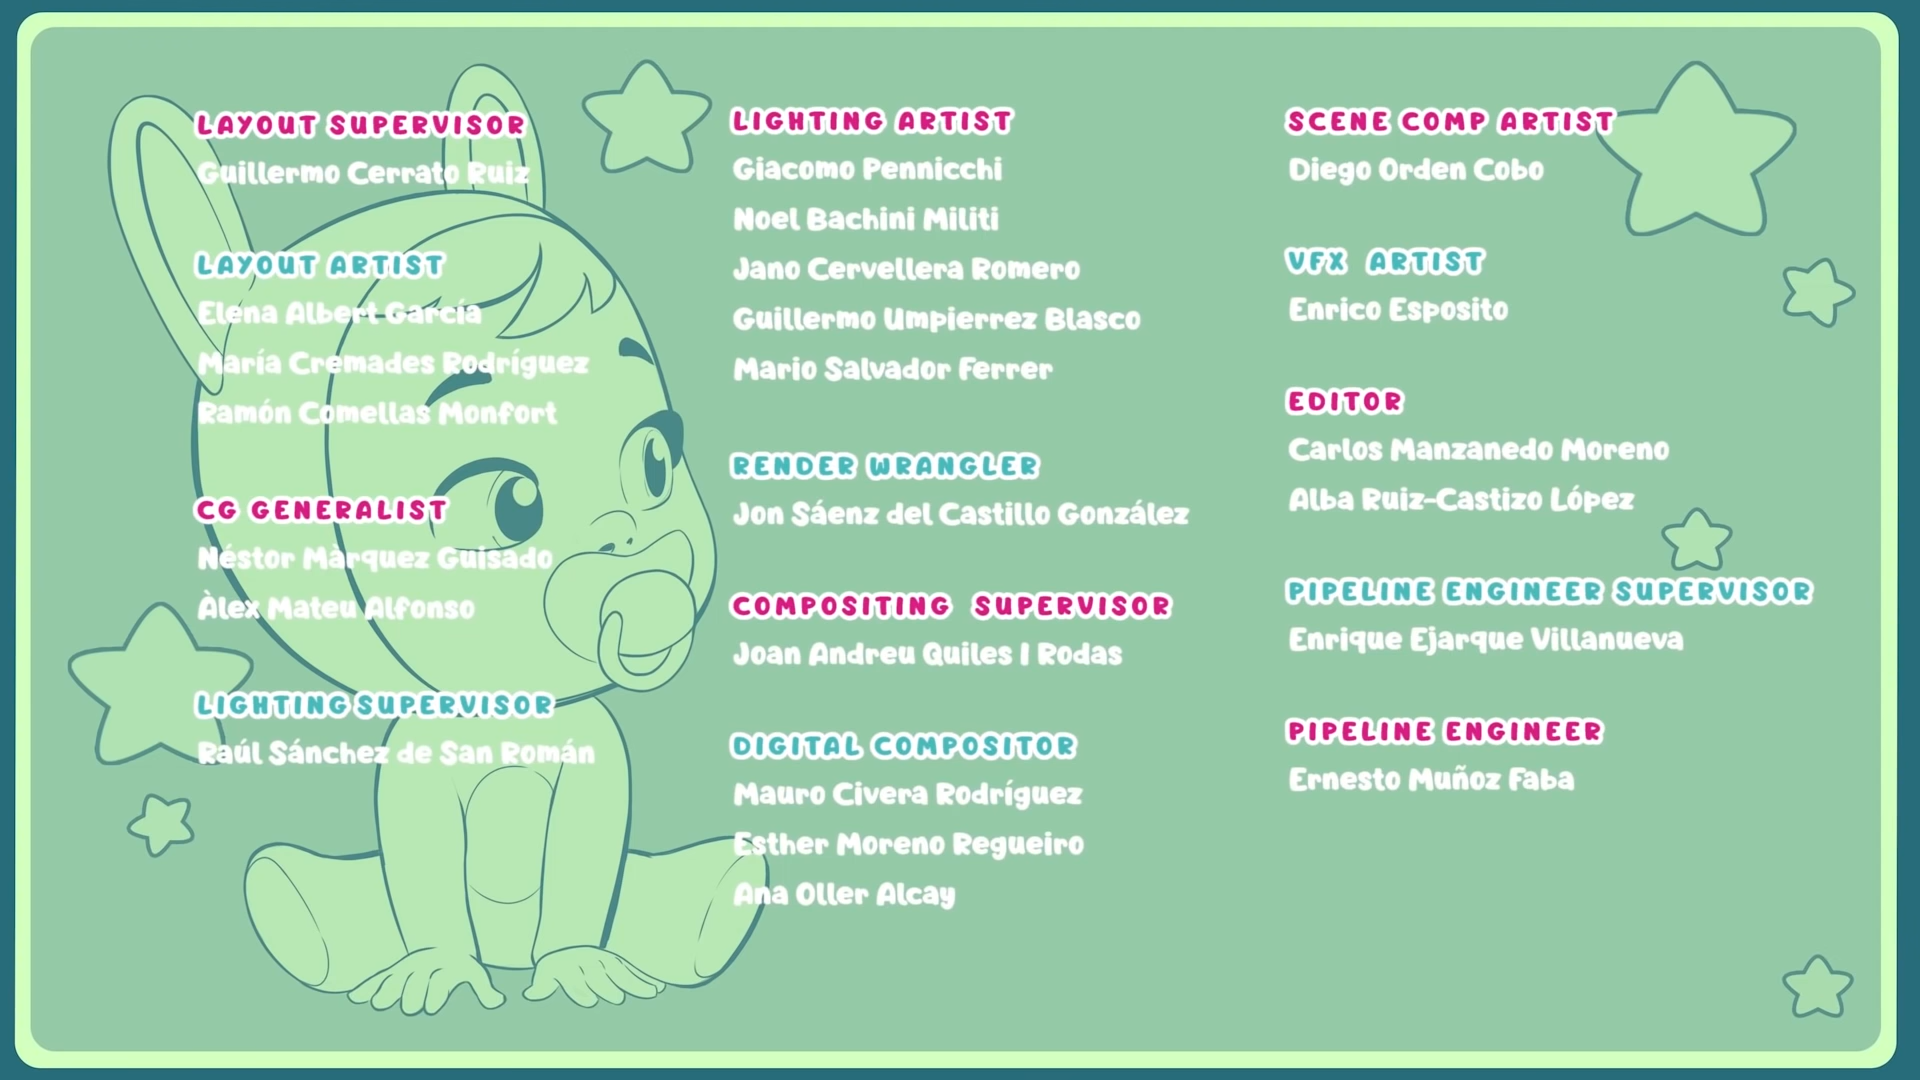 LAYOUT SUPERVISOR
Guillermo Cerrato Ruiz
LAYOUT ARTIST
Elena Albert García
María Cremades Rodríguez
Ramón Comellas Monfort
CG GENERALIST
Néstor Màrquez Guisado
Àlex Mateu Alfonso
LIGHTING SUPERVISOR
Raúl Sánchez de San Román
LIGHTING ARTIST
Giacomo Pennicchi
Noel Bachini Militi
Jano Cervellera Romero
Guillermo Umpierrez Blasco
Mario Salvador Ferrer
RENDER WRANGLER
Jon Sáenz del Castillo González
COMPOSITING SUPERVISOR
Joan Andreu Quiles I Rodas
DIGITAL COMPOSITOR
Mauro Civera Rodríguez
Esther Moreno Regueiro
Ana Oller Alcay
SCENE COMP ARTIST
Diego Orden Cobo
VFX ARTIST
Enrico Esposito
EDITOR
Carlos Manzanedo Moreno
Alba Ruiz-Castizo López
PIPELINE ENGINEER SUPERVISOR
Enrique Ejarque Villanueva
PIPELINE ENGINEER
Ernesto Muñoz Faba